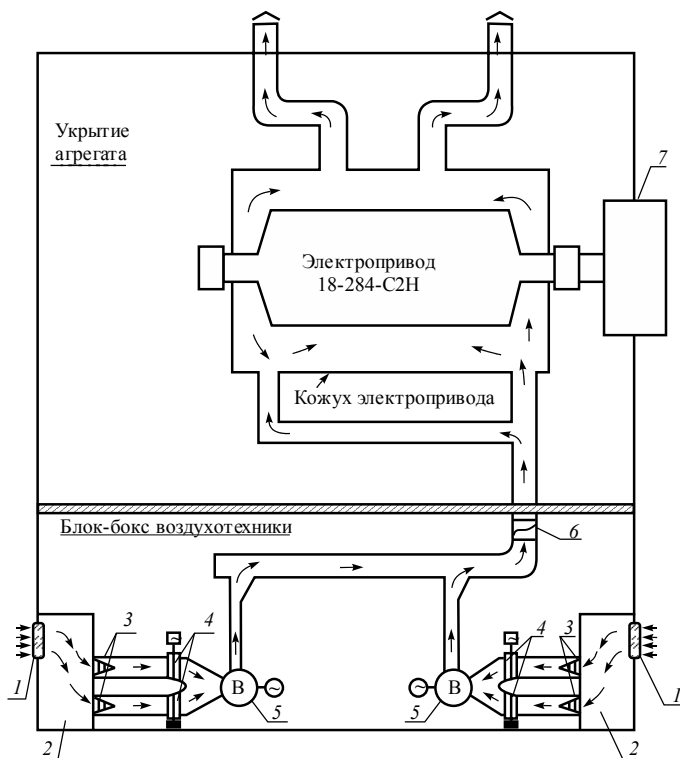 Укрытие
агрегата
7
Электропривод
18-284-С2Н
Кожух электропривода
Блок-бокс воздухотехники
6
3
4
4
3
1
В
5
5
В
1
2
2